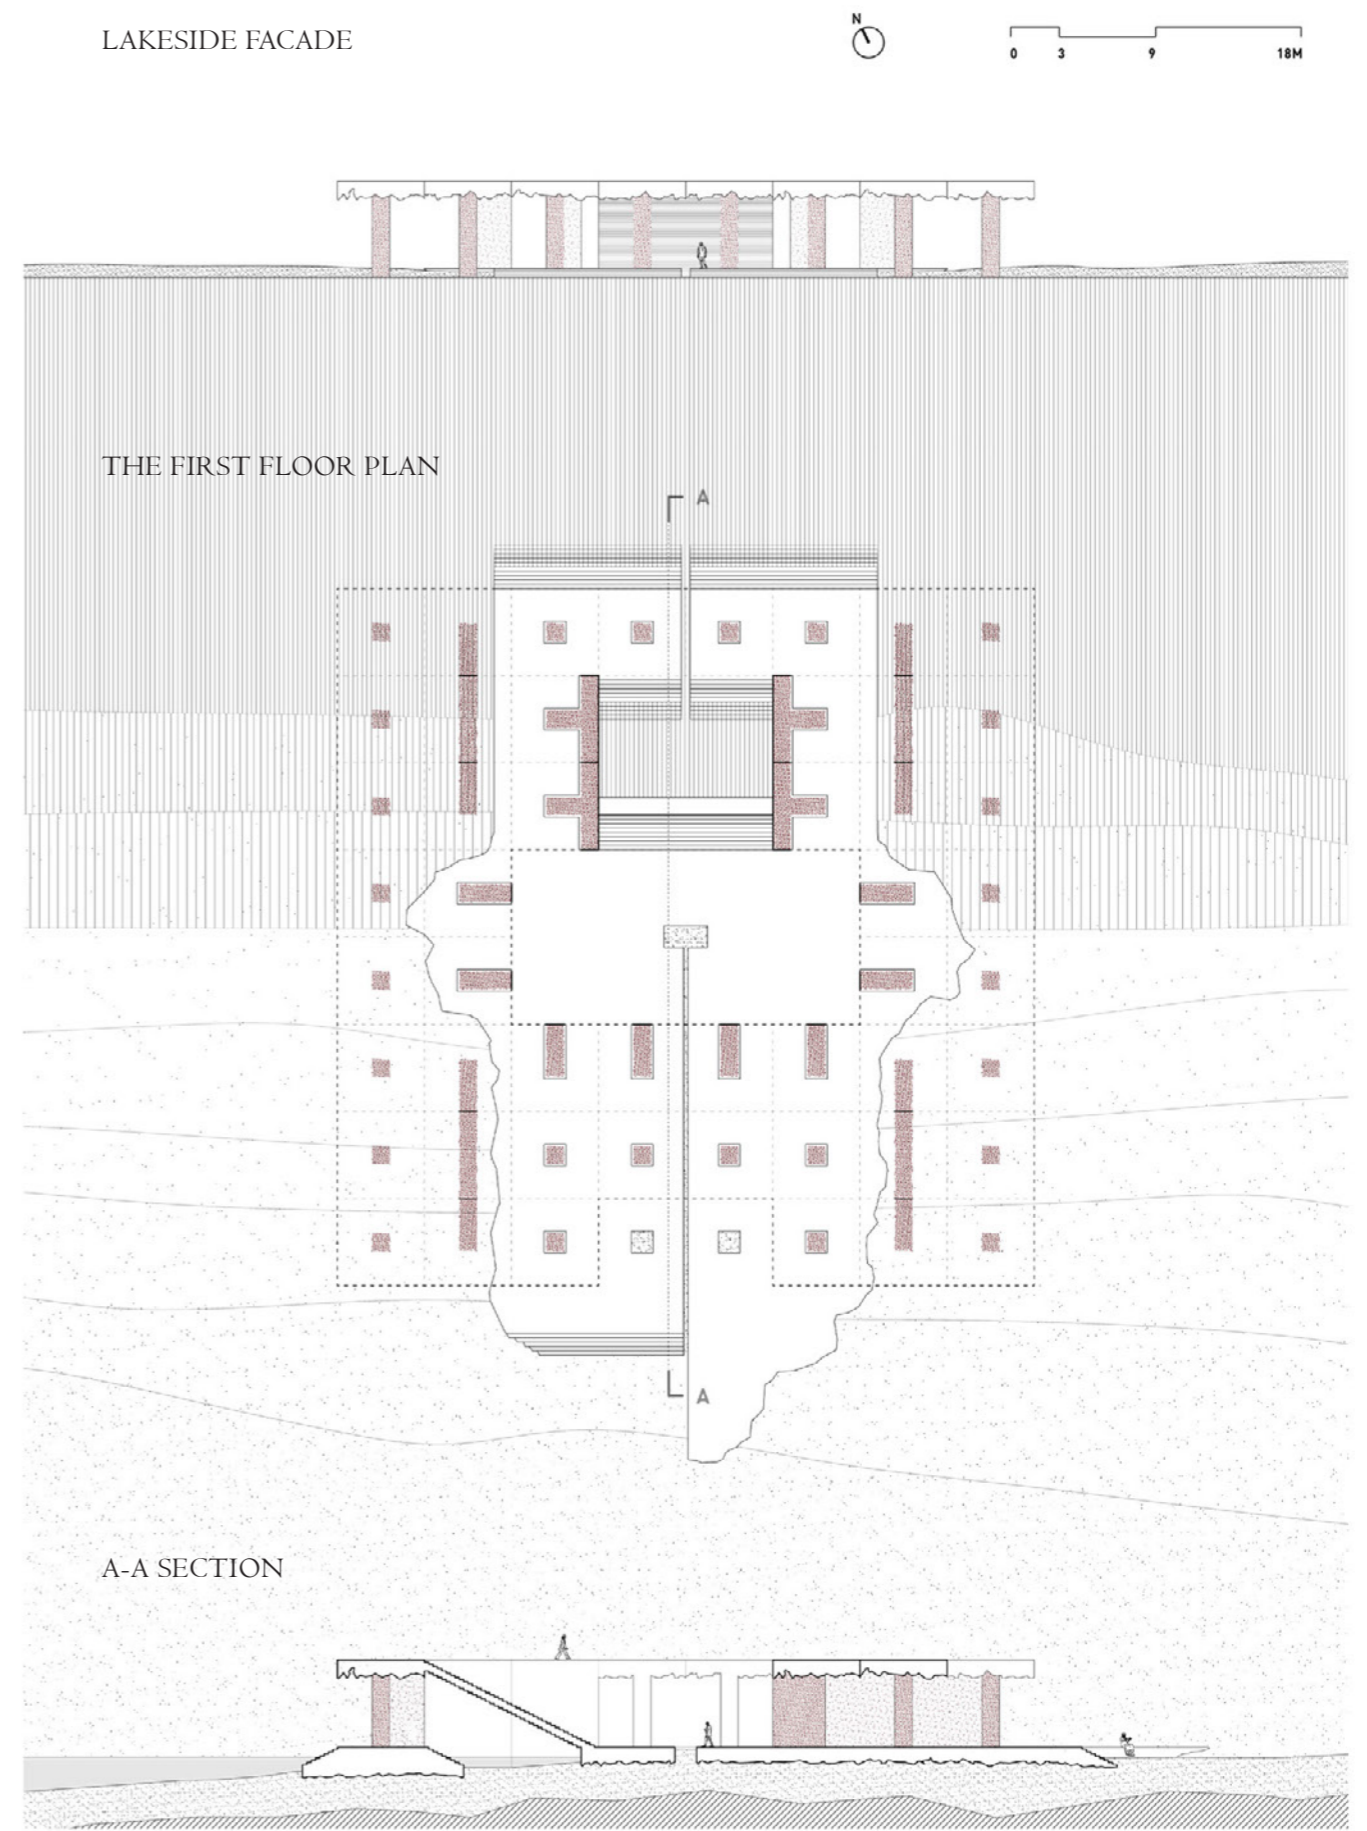 LAKESIDE FACADE
N
0 3 9 18M
THE FIRST FLOOR PLAN
A
A
A-A SECTION